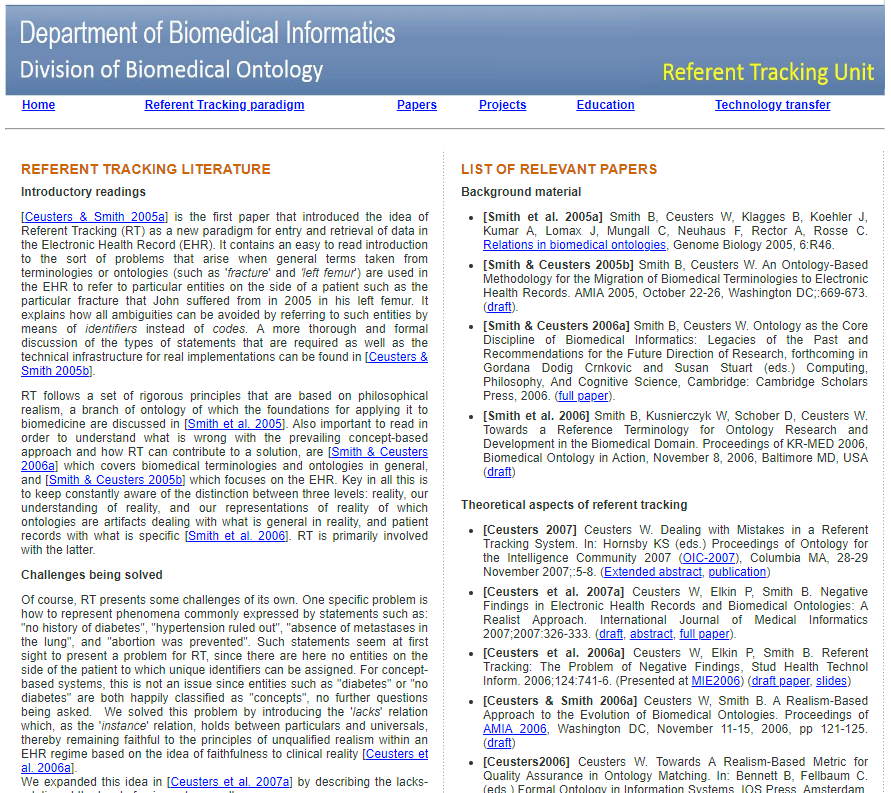 Department of Biomedical Informatics
Division of Biomedical Ontology
Referent Tracking Unit
Home Referent Tracking paradigm Papers Projects Education Technology transfer
REFERENT TRACKING LITERATURE
Introductory readings
[Ceusters & Smith 2005a] is the first paper that introduced the idea of
Referent Tracking (RT) as a new paradigm for entry and retrieval of data in
the Electronic Health Record (EHR). It contains an easy to read introduction
to the sort of problems that arise when general terms taken from
terminologies or ontologies (such as 'fracture' and 'left femur') are used in
the EHR to refer to particular entities on the side of a patient such as the
particular fracture that John suffered from in 2005 in his left femur. It
explains how all ambiguities can be avoided by referring to such entities by
means of identifiers instead of codes. A more thorough and formal
discussion of the types of statements that are required as well as the
technical infrastructure for real implementations can be found in [Ceusters &
Smith 2005b].
RT follows a set of rigorous principles that are based on philosophical
realism, a branch of ontology of which the foundations for applying it to
biomedicine are discussed in [Smith et al. 2005]. Also important to read in
order to understand what is wrong with the prevailing concept-based
approach and how RT can contribute to a solution, are [Smith & Ceusters
2006a] which covers biomedical terminologies and ontologies in general,
and [Smith & Ceusters 2005b] which focuses on the EHR. Key in all this is
to keep constantly aware of the distinction between three levels: reality, our
understanding of reality, and our representations of reality of which
ontologies are artifacts dealing with what is general in reality, and patient
records with what is specific [Smith et al. 2006]. RT is primarily involved
with the latter.
Challenges being solved
Of course, RT presents some challenges of its own. One specific problem is
how to represent phenomena commonly expressed by statements such as:
"no history of diabetes", "hypertension ruled out", "absence of metastases in
the lung", and "abortion was prevented". Such statements seem at first
sight to present a problem for RT, since there are here no entities on the
side of the patient to which unique identifiers can be assigned. For concept-
based systems, this is not an issue since entities such as "diabetes" or "no
diabetes" are both happily classified as "concepts", no further questions
being asked. We solved this problem by introducing the 'lacks' relation
which, as the 'instance' relation, holds between particulars and universals,
thereby remaining faithful to the principles of unqualified realism within an
EHR regime based on the idea of faithfulness to clinical reality [Ceusters et
al. 2006a].
We expanded this idea in [Ceusters et al. 2007a] by describing the lacks-
LIST OF RELEVANT PAPERS
Background material
• [Smith et al. 2005a] Smith B, Ceusters W, Klagges B, Koehler J,
Kumar A, Lomax J, Mungall C, Neuhaus F, Rector A, Rosse C.
Relations in biomedical ontologies, Genome Biology 2005, 6:R46.
• [Smith & Ceusters 2005b] Smith B, Ceusters W. An Ontology-Based
Methodology for the Migration of Biomedical Terminologies to Electronic
Health Records. AMIA 2005, October 22-26, Washington DC;:669-673.
(draft).
• [Smith & Ceusters 2006a] Smith B, Ceusters W. Ontology as the Core
Discipline of Biomedical Informatics: Legacies of the Past and
Recommendations for the Future Direction of Research, forthcoming in
Gordana Dodig Crnkovic and Susan Stuart (eds.) Computing,
Philosophy, And Cognitive Science, Cambridge: Cambridge Scholars
Press, 2006. (full paper).
• [Smith et al. 2006] Smith B, Kusnierczyk W, Schober D, Ceusters W.
Towards a Reference Terminology for Ontology Research and
Development in the Biomedical Domain. Proceedings of KR-MED 2006,
Biomedical Ontology in Action, November 8, 2006, Baltimore MD, USA
(draft)
Theoretical aspects of referent tracking
• [Ceusters 2007] Ceusters W. Dealing with Mistakes in a Referent
Tracking System. In: Hornsby KS (eds.) Proceedings of Ontology for
the Intelligence Community 2007 (OIC-2007), Columbia MA, 28-29
November 2007;:5-8. (Extended abstract, publication)
• [Ceusters et al. 2007a] Ceusters W, Elkin P, Smith B. Negative
Findings in Electronic Health Records and Biomedical Ontologies: A
Realist Approach. International Journal of Medical Informatics
2007;2007:326-333. (draft, abstract, full paper).
• [Ceusters et al. 2006a] Ceusters W, Elkin P, Smith B. Referent
Tracking: The Problem of Negative Findings, Stud Health Technol
Inform. 2006;124:741-6. (Presented at MIE2006) (draft paper, slides)
• [Ceusters & Smith 2006a] Ceusters W, Smith B. A Realism-Based
Approach to the Evolution of Biomedical Ontologies. Proceedings of
AMIA 2006, Washington DC, November 11-15, 2006, pp 121-125.
(draft)
• [Ceusters2006] Ceusters W. Towards A Realism-Based Metric for
Quality Assurance in Ontology Matching. In: Bennett B, Fellbaum C.
(eds.) Formal Ontology in Information Systems, IOS Press, Amsterdam,